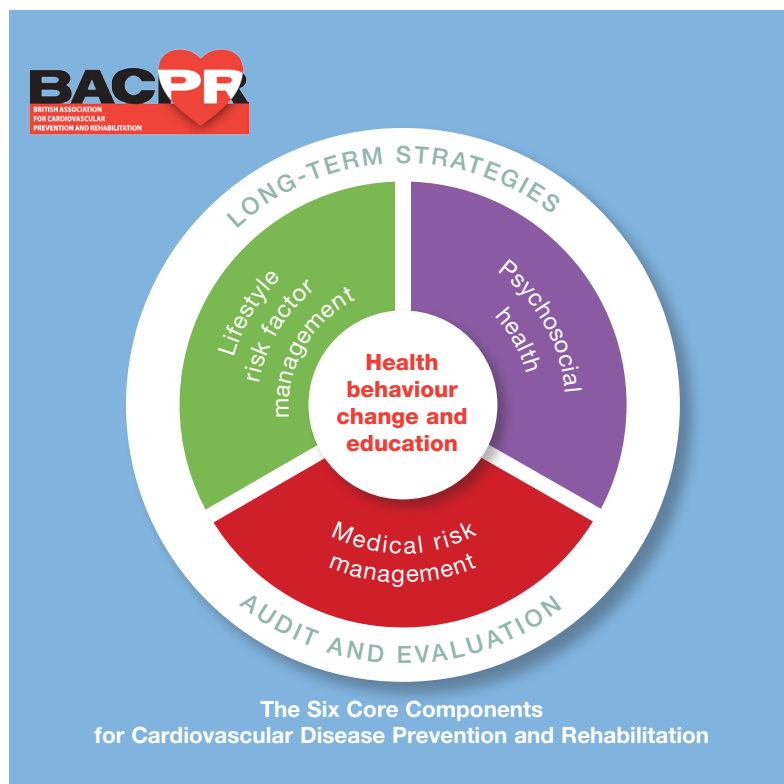 BACPR
BRITISH ASSOCIATION
FOR CARDIOVASCULAR
PREVENTION AND REHABILITATION
LONG-TERM STRATEGIES
Lifestyle
risk factor
management
Psychosocial
health
Health
behaviour
change and
education
Medical risk
management
AUDIT AND EVALUATION
The Six Core Components
for Cardiovascular Disease Prevention and Rehabilitation